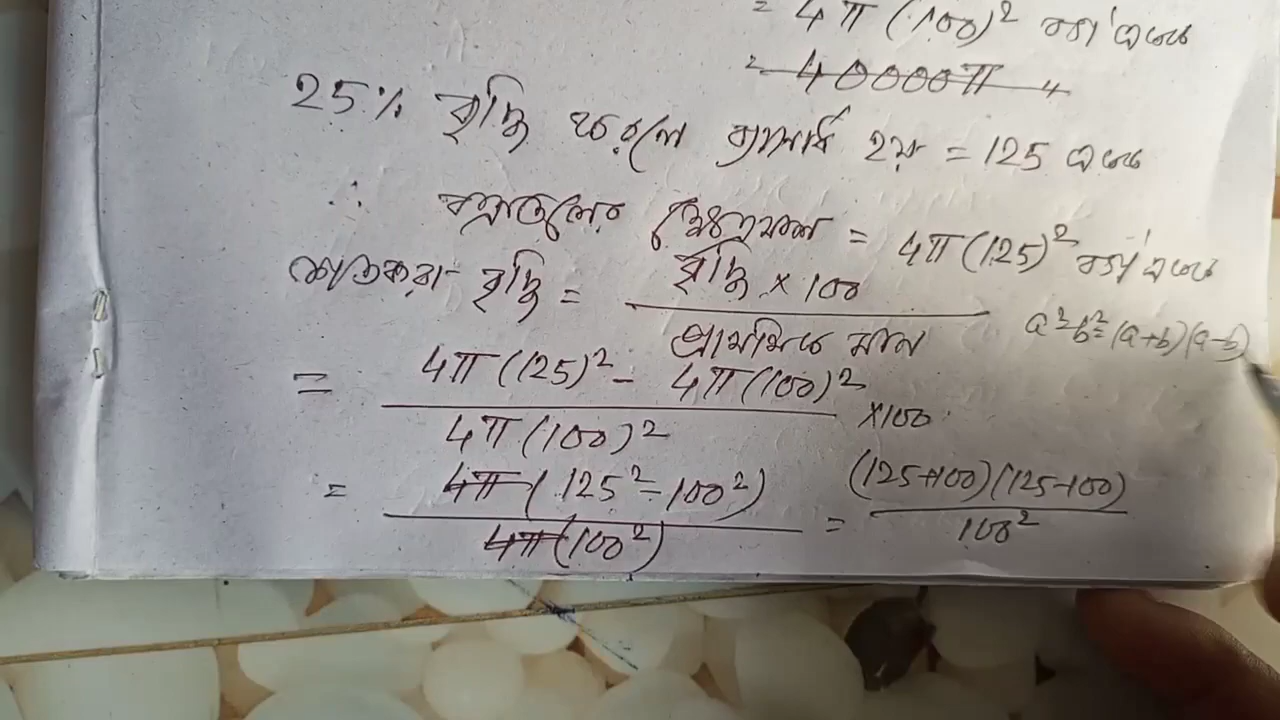 = 4π(100)² বর্গ একক
= 40000π "
25% বৃদ্ধি করলে ব্যাসার্ধ হয় = 125 একক
∴ বক্রতলের ক্ষেত্রফল = 4π(125)² বর্গ একক
শতকরা বৃদ্ধি = বৃদ্ধি × 100
প্রাথমিক মান
a²-b²=(a+b)(a-b)
= 4π(125)² - 4π(100)²
×100
4π(100)²
= 4π(125²-100²) = (125+100)(125-100)
4π(100²) 100²